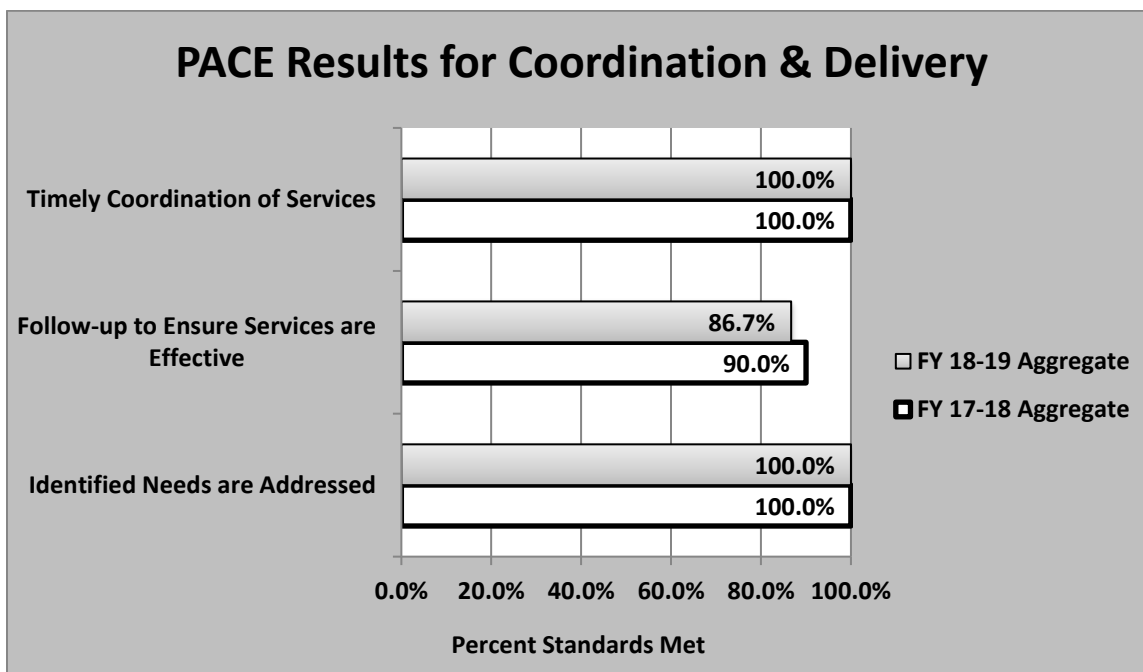 PACE Results for Coordination & Delivery
Timely Coordination of Services
100.0%
100.0%
Follow-up to Ensure Services are
Effective
86.7%
90.0%
Identified Needs are Addressed
100.0%
100.0%
FY 18-19 Aggregate
FY 17-18 Aggregate
0.0% 20.0% 40.0% 60.0% 80.0% 100.0%
Percent Standards Met